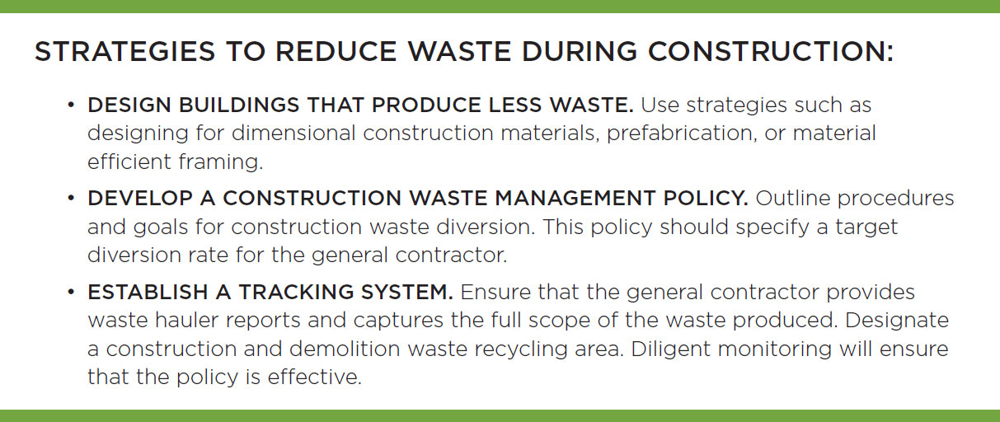 STRATEGIES TO REDUCE WASTE DURING CONSTRUCTION:
• DESIGN BUILDINGS THAT PRODUCE LESS WASTE. Use strategies such as
designing for dimensional construction materials, prefabrication, or material
efficient framing.
• DEVELOP A CONSTRUCTION WASTE MANAGEMENT POLICY. Outline procedures
and goals for construction waste diversion. This policy should specify a target
diversion rate for the general contractor.
• ESTABLISH A TRACKING SYSTEM. Ensure that the general contractor provides
waste hauler reports and captures the full scope of the waste produced. Designate
a construction and demolition waste recycling area. Diligent monitoring will ensure
that the policy is effective.